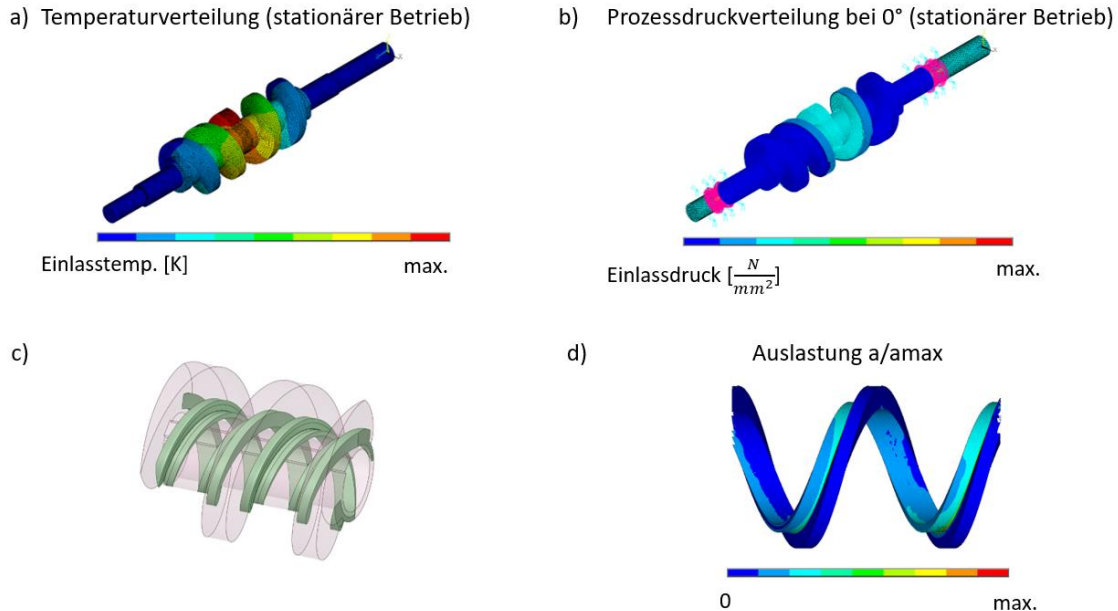 a) Temperaturverteilung (stationärer Betrieb)
b) Prozessdruckverteilung bei 0° (stationärer Betrieb)
Einlasstemp. [K] max.
Einlassdruck [N/mm²] max.
c)
d) Auslastung a/amax
0 max.